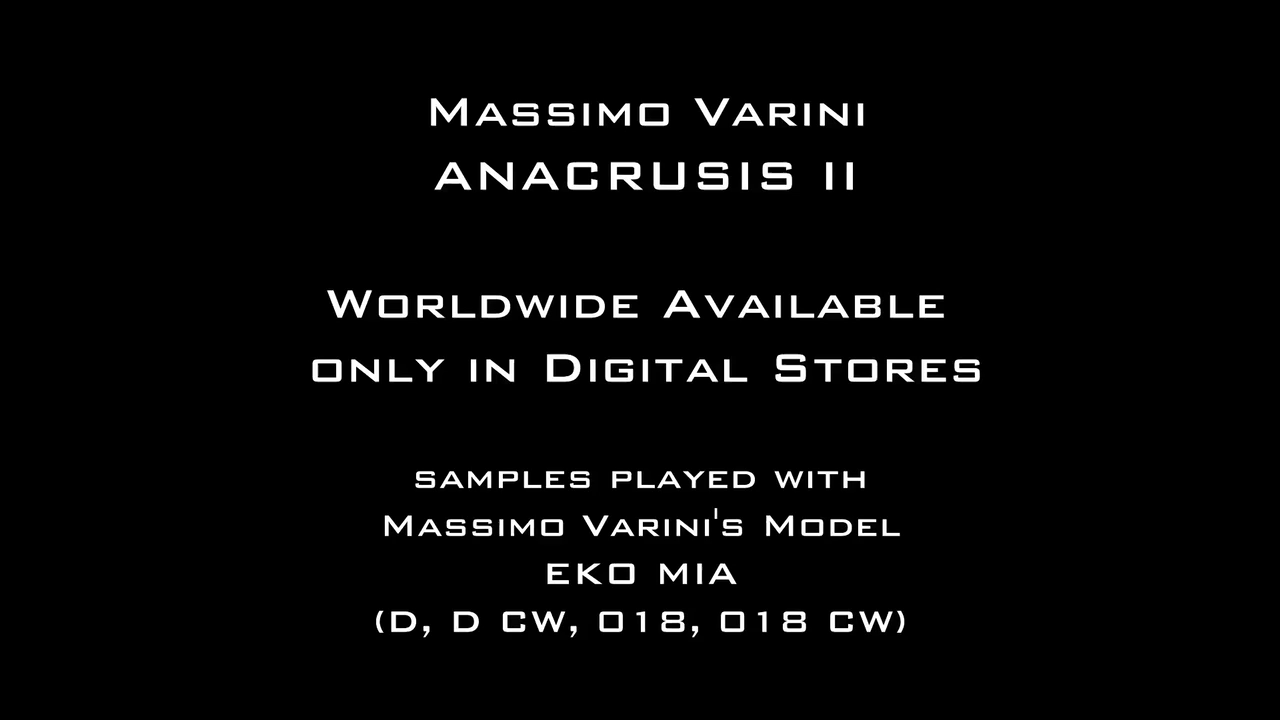 Massimo Varini
ANACRUSIS II
Worldwide Available
only in Digital Stores
samples played with
Massimo Varini's Model
EKO MIA
(D, D CW, 018, 018 CW)